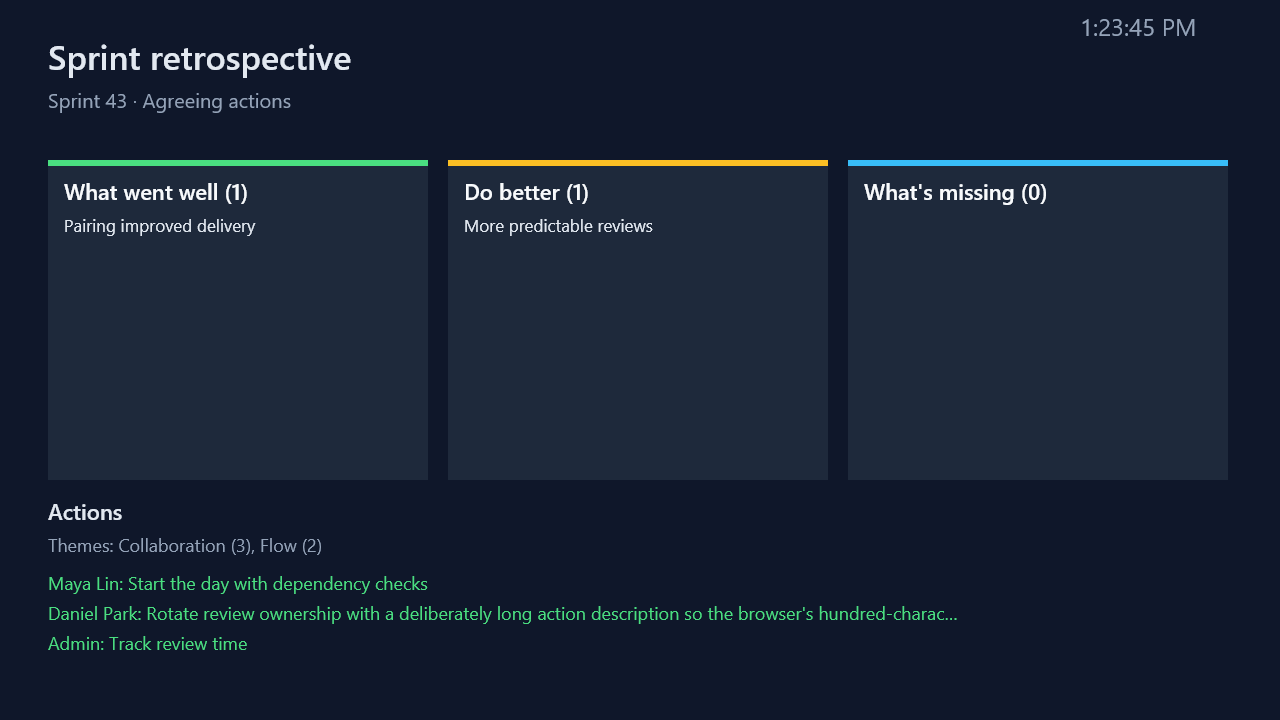 1:23:45 PM
Sprint retrospective
Sprint 43 · Agreeing actions
What went well (1)
Pairing improved delivery
Do better (1)
More predictable reviews
What's missing (0)
Actions
Themes: Collaboration (3), Flow (2)
Maya Lin: Start the day with dependency checks
Daniel Park: Rotate review ownership with a deliberately long action description so the browser's hundred-charac...
Admin: Track review time